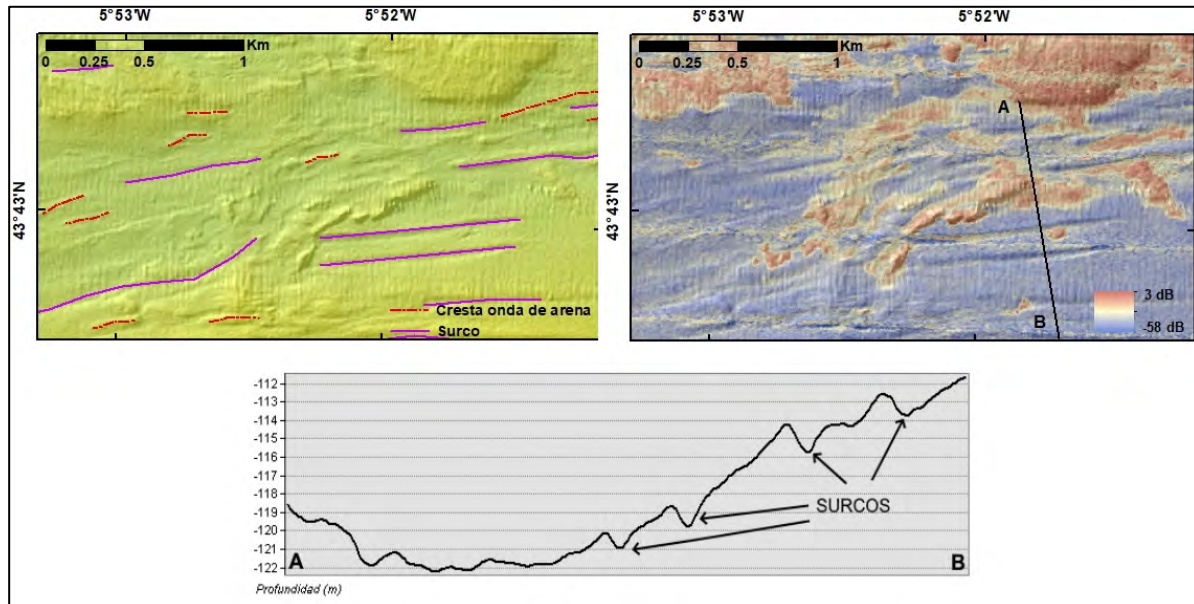 5°53'W
5°52'W
5°53'W
5°52'W
Km
0 0.25 0.5 1
Km
0 0.25 0.5 1
43°43'N
43°43'N
A
B
Cresta onda de arena
Surco
3 dB
-58 dB
-112
-113
-114
-115
-116
-117
-118
-119
-120
-121
-122
SURCOS
A
B
Profundidad (m)